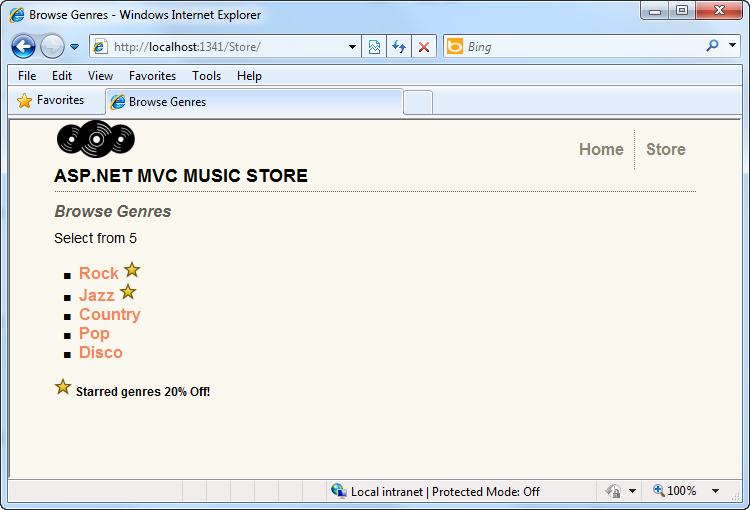 Browse Genres - Windows Internet Explorer
http://localhost:1341/Store/
Bing
File Edit View Favorites Tools Help
Favorites
Browse Genres
Home Store
ASP.NET MVC MUSIC STORE
Browse Genres
Select from 5
Rock
Jazz
Country
Pop
Disco
Starred genres 20% Off!
Local intranet | Protected Mode: Off
100%